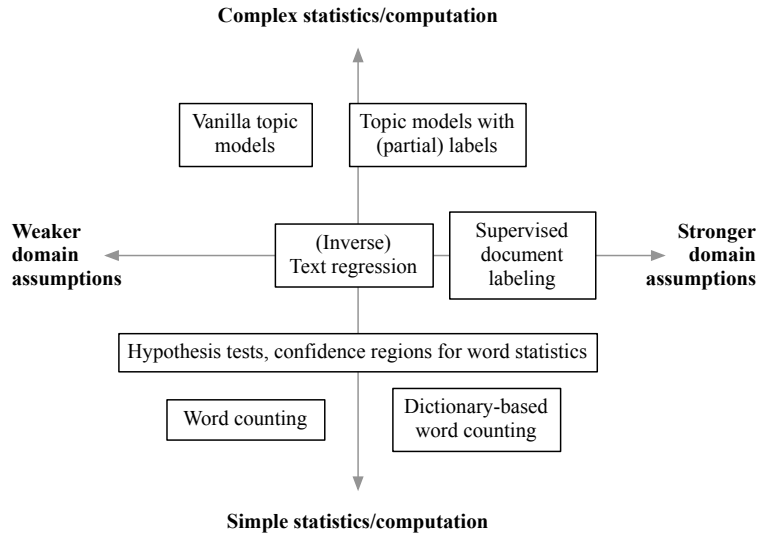 Complex statistics/computation
Vanilla topic
models
Topic models with
(partial) labels
Weaker
domain
assumptions
(Inverse)
Text regression
Supervised
document
labeling
Stronger
domain
assumptions
Hypothesis tests, confidence regions for word statistics
Word counting
Dictionary-based
word counting
Simple statistics/computation